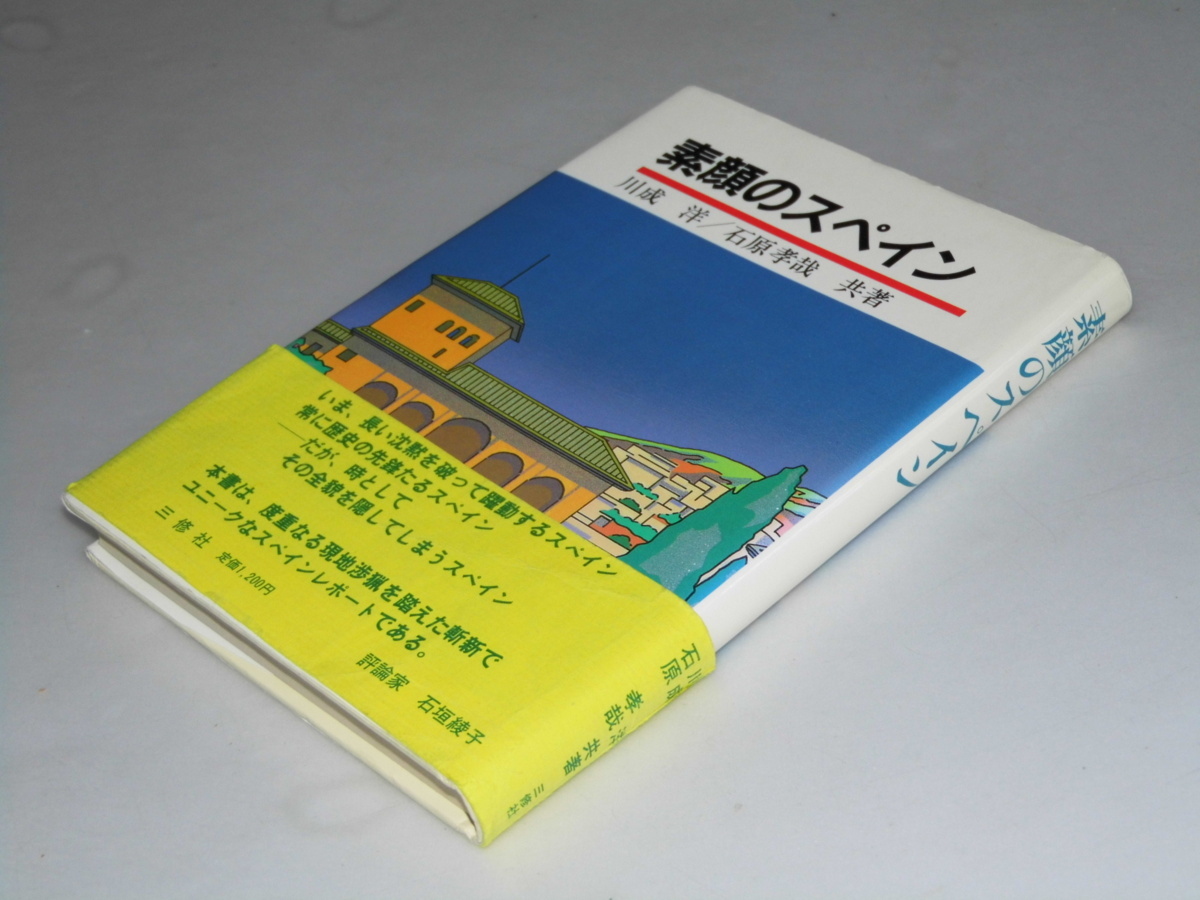 素顔のスペイン
川成 洋／石原孝哉 共著
素顔のスペイン
いま、長い沈黙を破って躍動するスペイン
常に歴史の先鋒たるスペイン
──だが、時として
その全貌を隠してしまうスペイン
本書は、度重なる現地渉猟を踏えた斬新で
ユニークなスペインレポートである。
評論家 石垣綾子
三修社 定価1,200円
川成 洋
石原 孝哉 共著
三修社